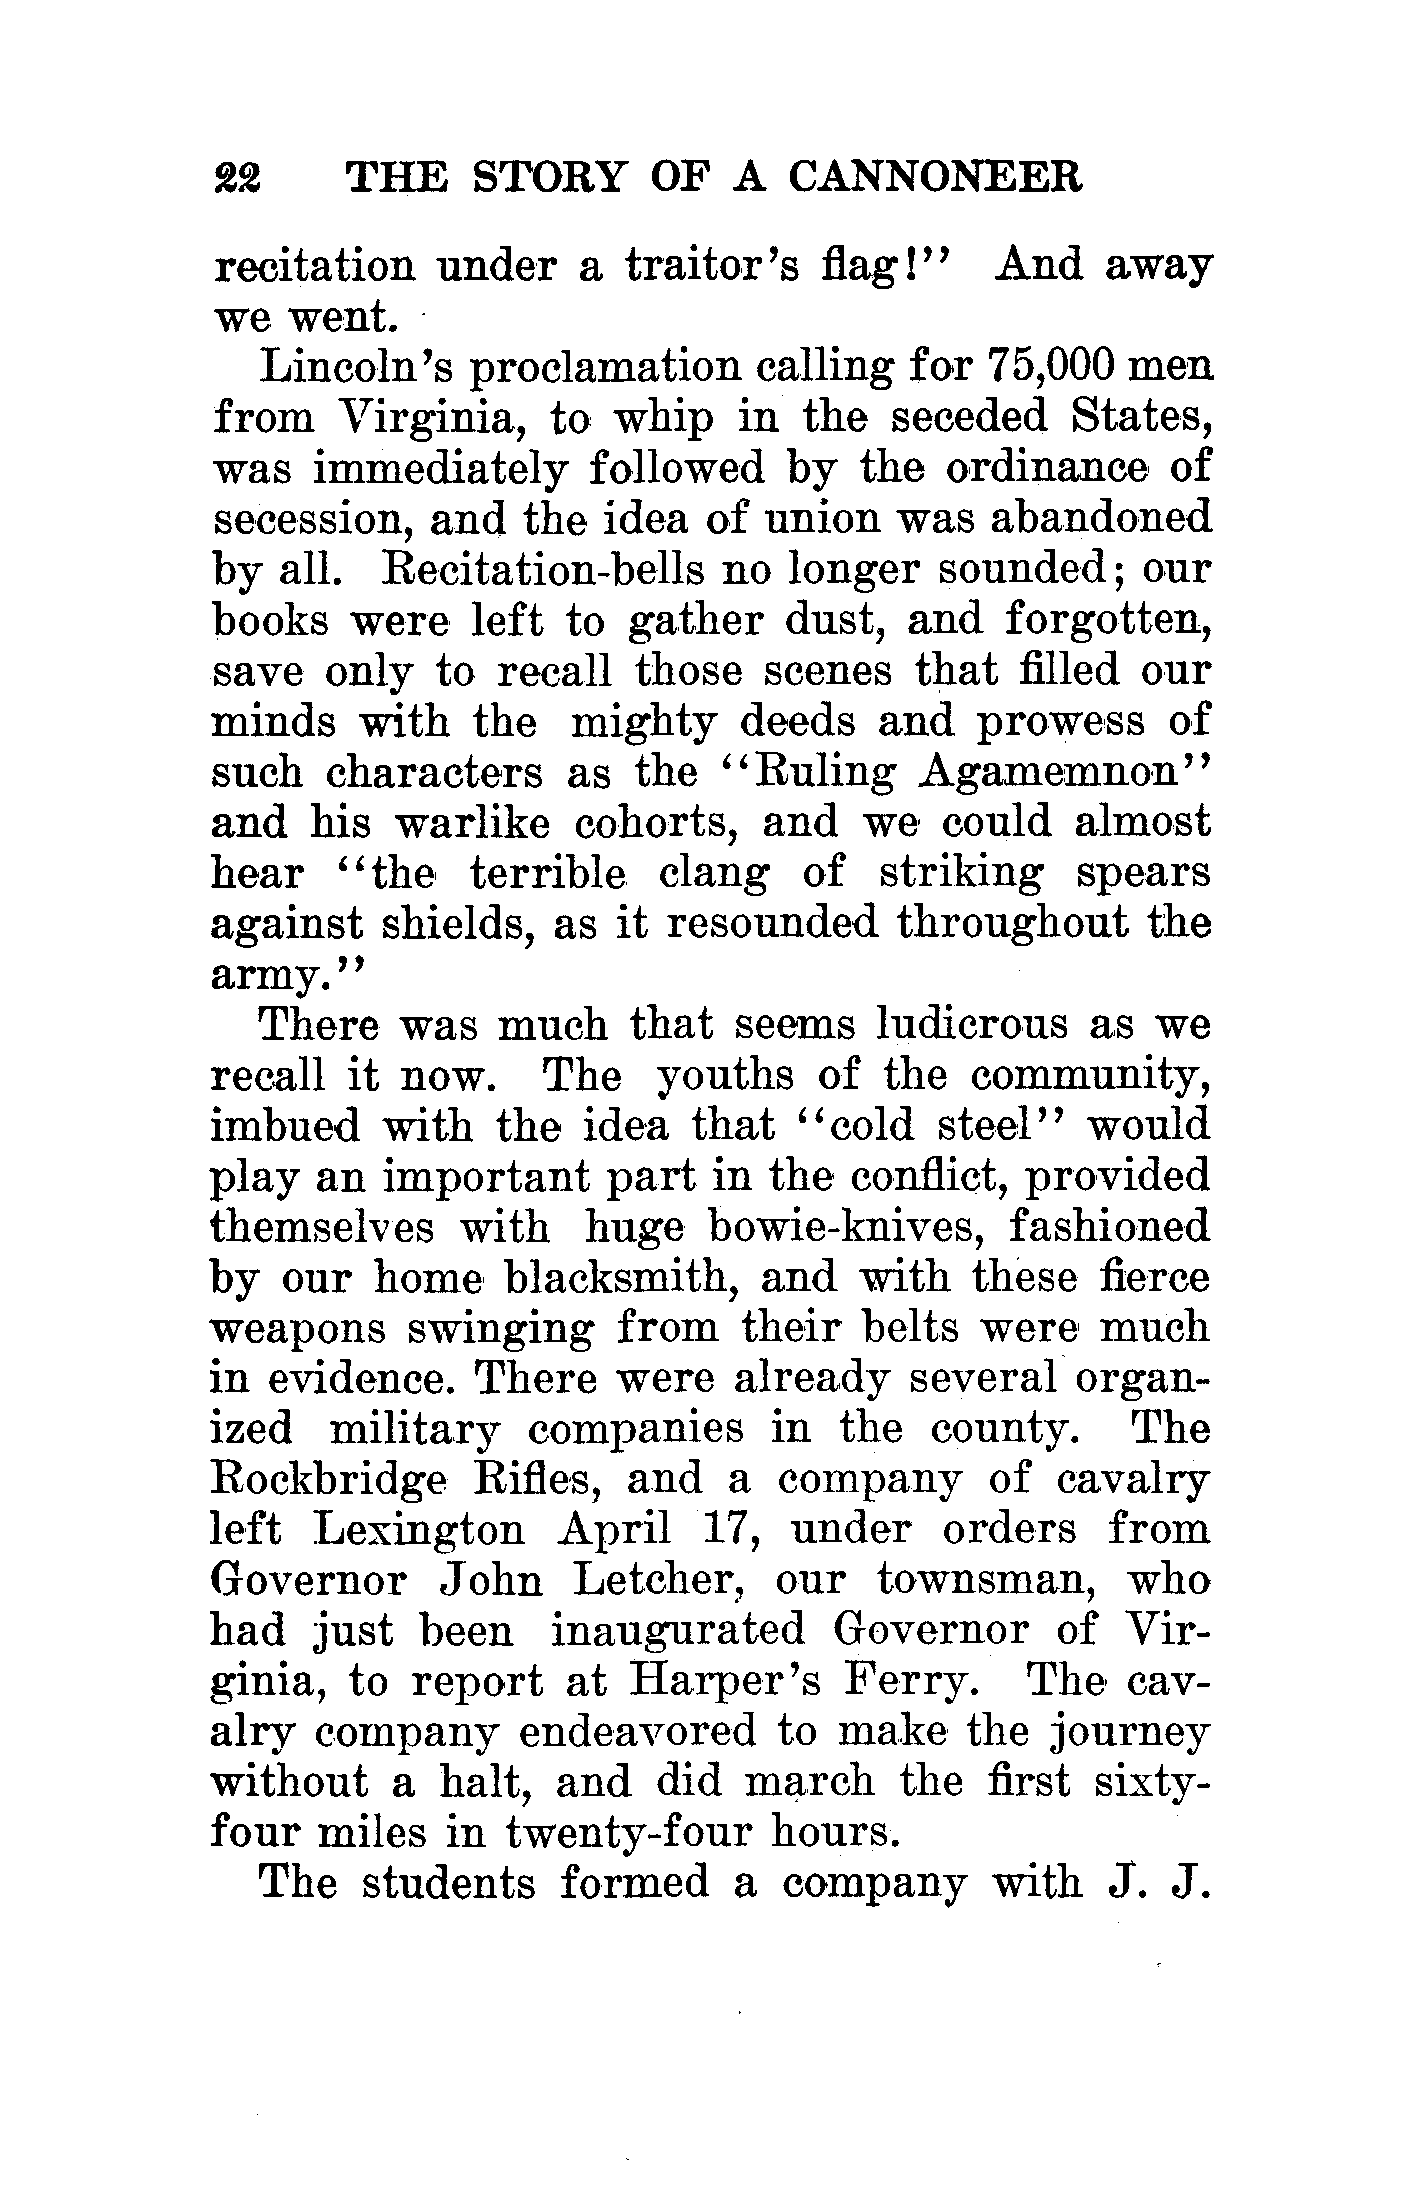 22 THE STORY OF A CANNONEER
recitation under a traitor's flag!" And away
we went.
Lincoln's proclamation calling for 75,000 men
from Virginia, to whip in the seceded States,
was immediately followed by the ordinance of
secession, and the idea of union was abandoned
by all. Recitation-bells no longer sounded; our
books were left to gather dust, and forgotten,
save only to recall those scenes that filled our
minds with the mighty deeds and prowess of
such characters as the "Ruling Agamemnon"
and his warlike cohorts, and we could almost
hear "the terrible clang of striking spears
against shields, as it resounded throughout the
army."
There was much that seems ludicrous as we
recall it now. The youths of the community,
imbued with the idea that "cold steel" would
play an important part in the conflict, provided
themselves with huge bowie-knives, fashioned
by our home blacksmith, and with these fierce
weapons swinging from their belts were much
in evidence. There were already several organ-
ized military companies in the county. The
Rockbridge Rifles, and a company of cavalry
left Lexington April 17, under orders from
Governor John Letcher, our townsman, who
had just been inaugurated Governor of Vir-
ginia, to report at Harper's Ferry. The cav-
alry company endeavored to make the journey
without a halt, and did march the first sixty-
four miles in twenty-four hours.
The students formed a company with J. J.